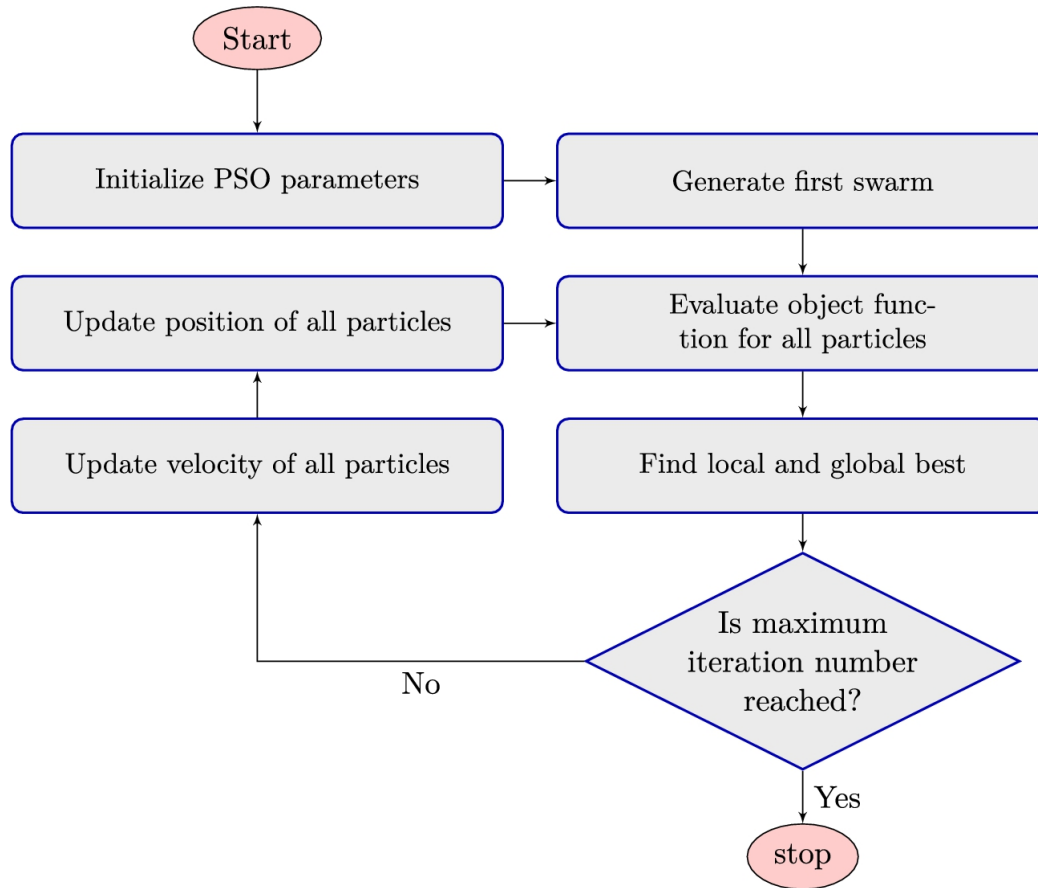 Start
Initialize PSO parameters
Generate first swarm
Update position of all particles
Evaluate object func-
tion for all particles
Update velocity of all particles
Find local and global best
Is maximum
iteration number
reached?
No
Yes
stop